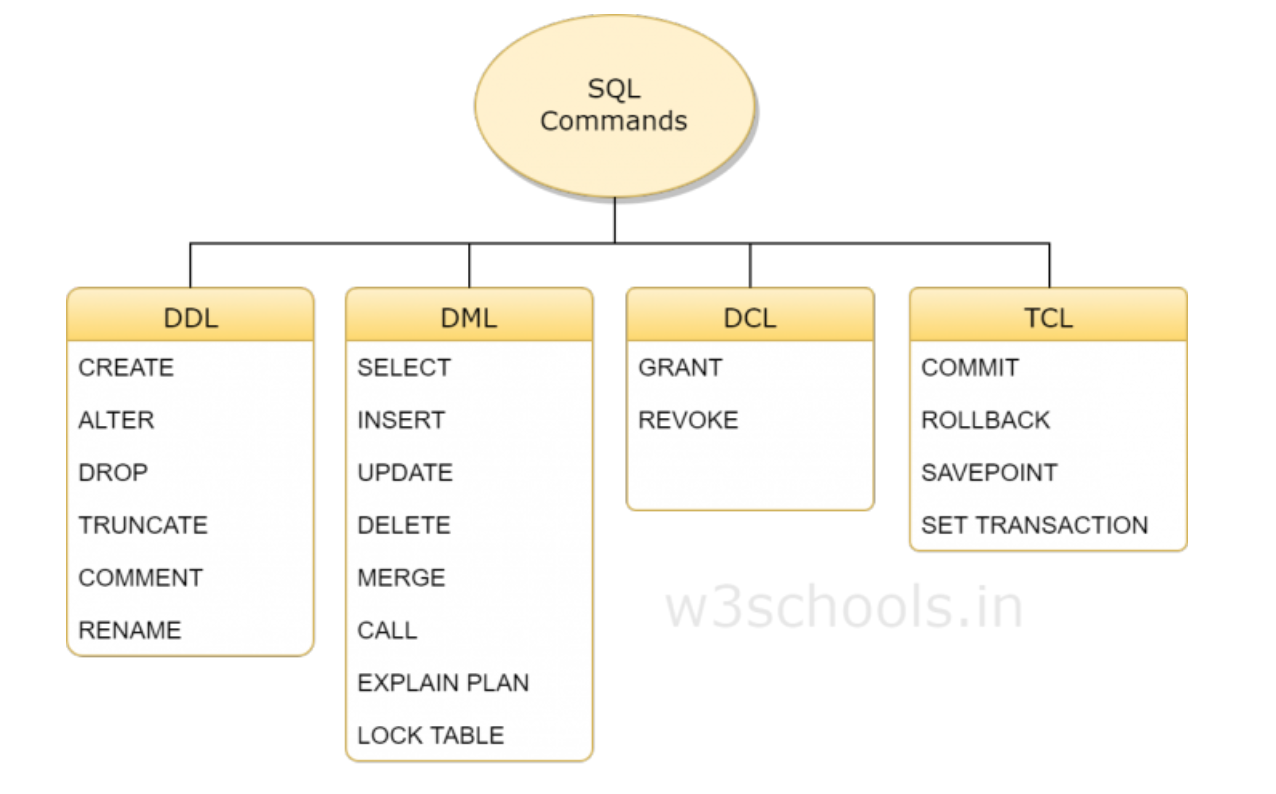 SQL
Commands
DDL
CREATE
ALTER
DROP
TRUNCATE
COMMENT
RENAME
DML
SELECT
INSERT
UPDATE
DELETE
MERGE
CALL
EXPLAIN PLAN
LOCK TABLE
DCL
GRANT
REVOKE
TCL
COMMIT
ROLLBACK
SAVEPOINT
SET TRANSACTION
w3schools.in